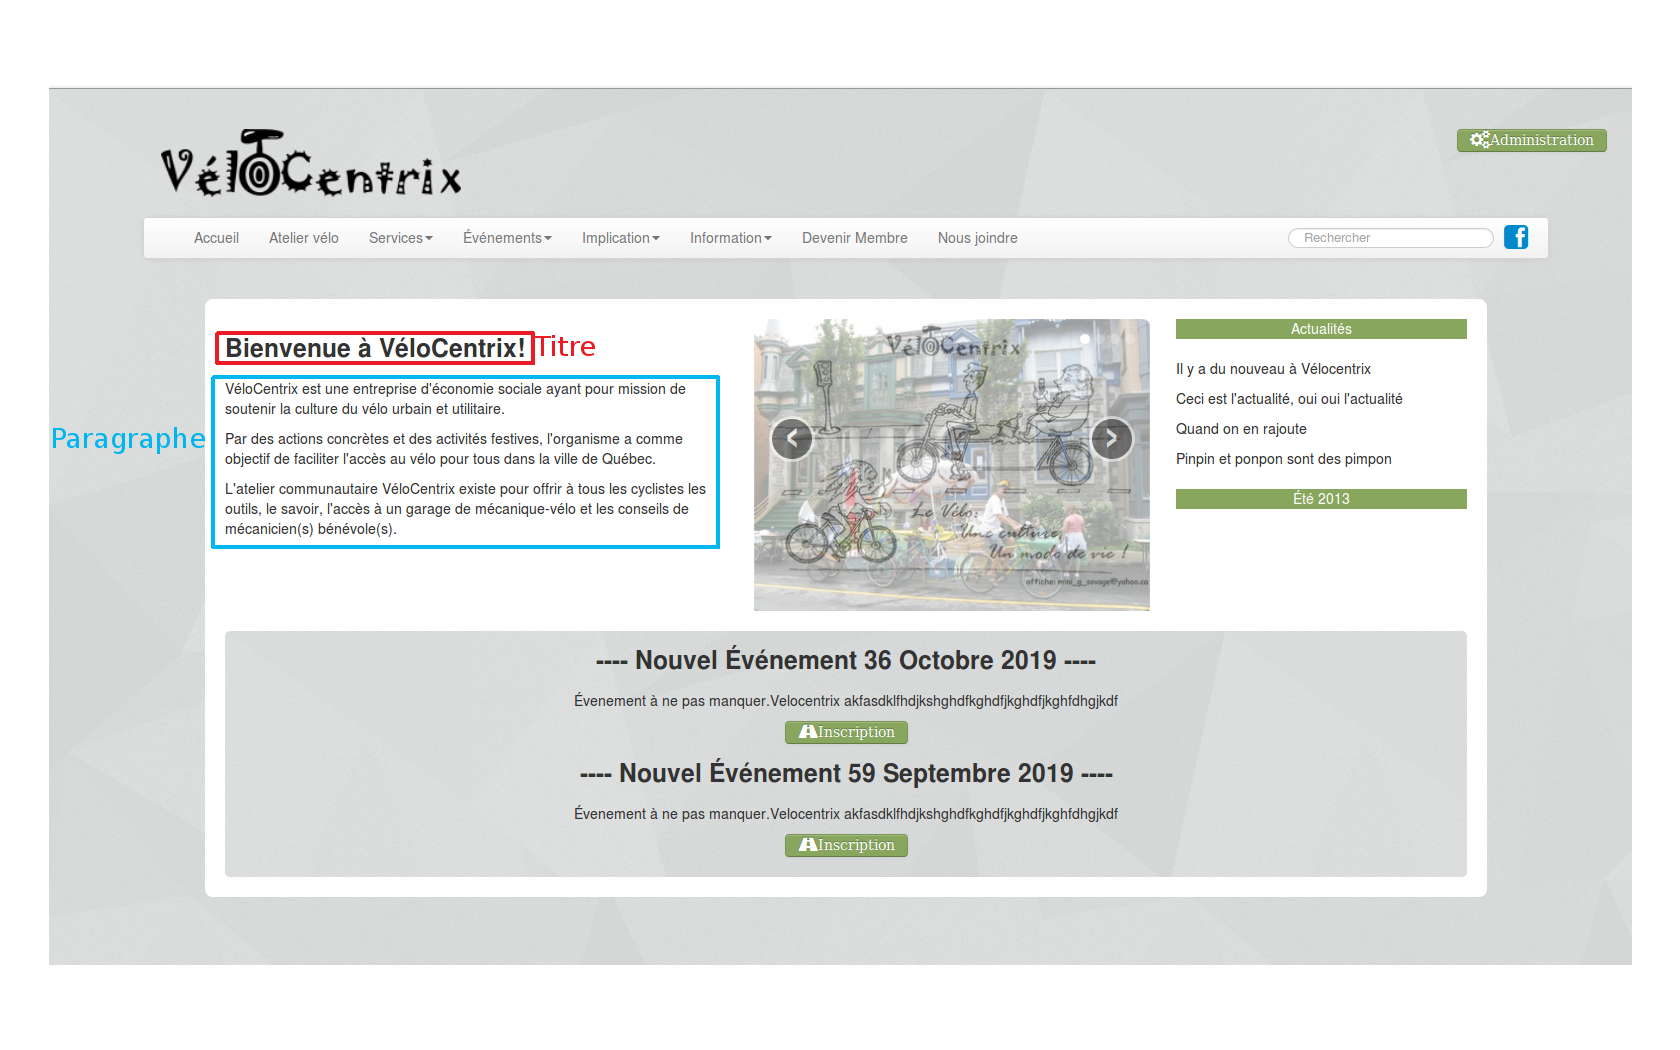 VéloCentrix
Administration
Accueil Atelier vélo Services Événements Implication Information Devenir Membre Nous joindre Rechercher f
Bienvenue à VéloCentrix! Titre
Paragraphe
VéloCentrix est une entreprise d'économie sociale ayant pour mission de
soutenir la culture du vélo urbain et utilitaire.
Par des actions concrètes et des activités festives, l'organisme a comme
objectif de faciliter l'accès au vélo pour tous dans la ville de Québec.
L'atelier communautaire VéloCentrix existe pour offrir à tous les cyclistes les
outils, le savoir, l'accès à un garage de mécanique-vélo et les conseils de
mécanicien(s) bénévole(s).
VéloCentrix
Le Vélo:
Une culture,
Un mode de vie !
affiche: mini_a_savage@yahoo.ca
Actualités
Il y a du nouveau à Vélocentrix
Ceci est l'actualité, oui oui l'actualité
Quand on en rajoute
Pinpin et ponpon sont des pimpon
Été 2013
---- Nouvel Événement 36 Octobre 2019 ----
Évenement à ne pas manquer.Velocentrix akfasdklfhdjkshghdfkghdfjkghdfjkghfdhgjkdf
Inscription
---- Nouvel Événement 59 Septembre 2019 ----
Évenement à ne pas manquer.Velocentrix akfasdklfhdjkshghdfkghdfjkghdfjkghfdhgjkdf
Inscription